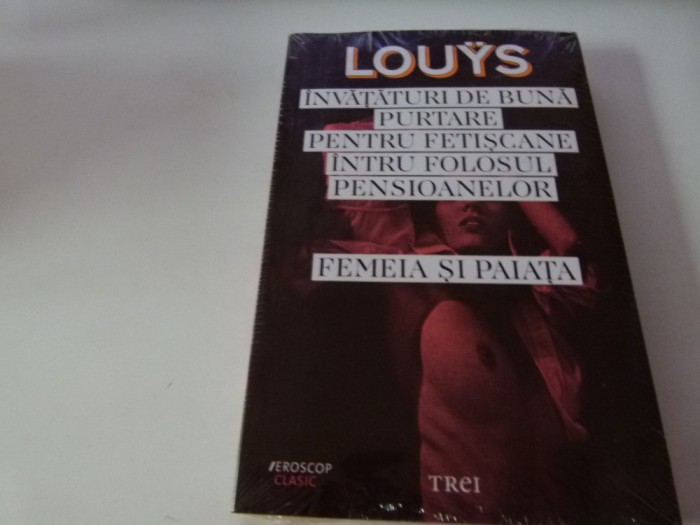 LOUŸS
ÎNVĂȚĂTURI DE BUNĂ
PURTARE
PENTRU FETIȘCANE
ÎNTRU FOLOSUL
PENSIOANELOR
FEMEIA ȘI PAIAȚA
EROSCOP
CLASIC
TREI